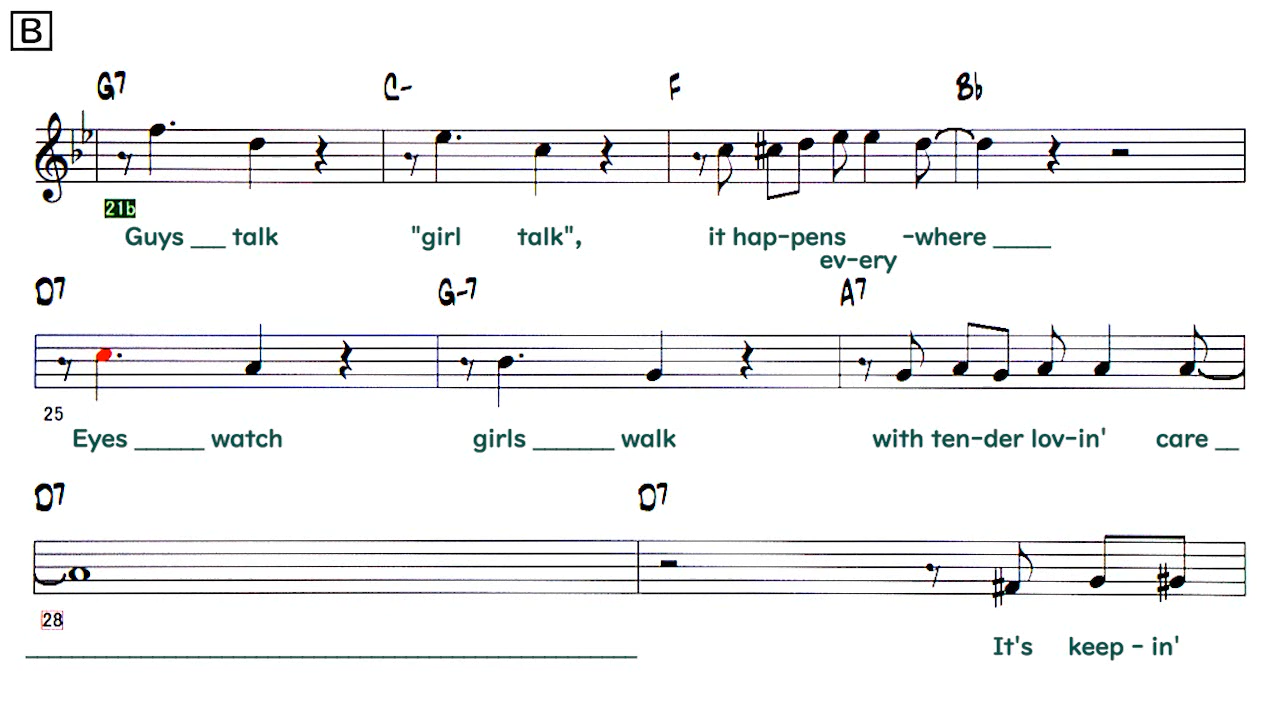 B
G7 C- F Bb
21b
Guys ___ talk "girl talk", it hap-pens -where _____
ev-ery
D7 G-7 A7
25
Eyes ______ watch girls _______ walk with ten-der lov-in' care __
D7 D7
28
It's keep - in'